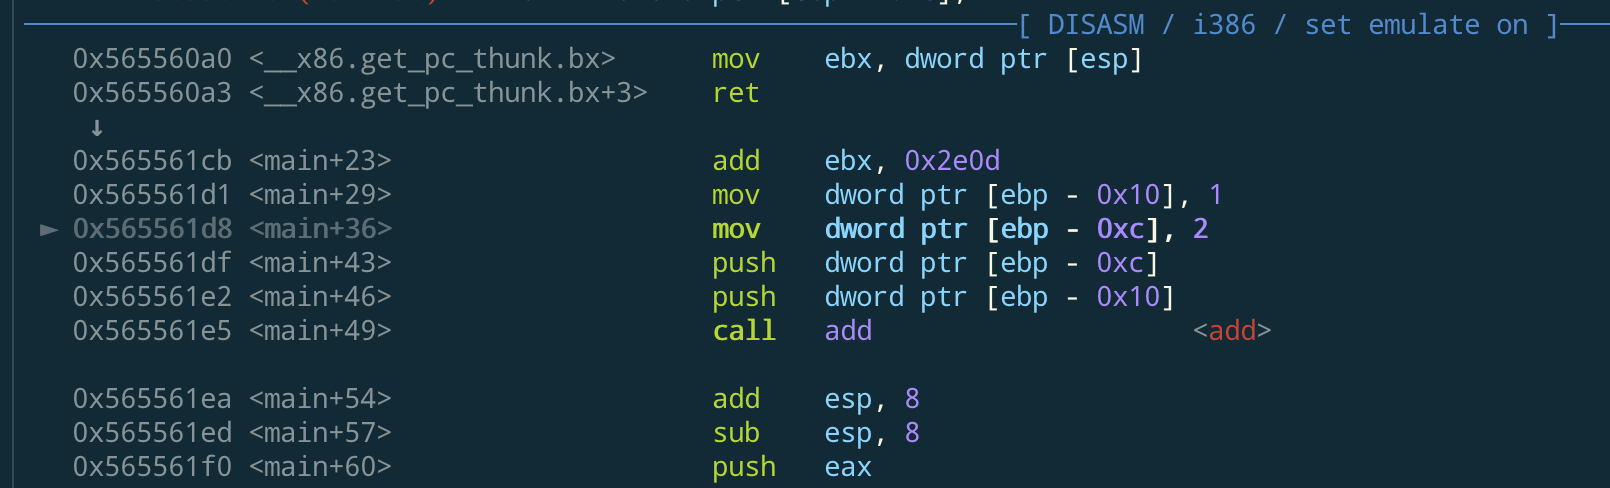 [ DISASM / i386 / set emulate on ]
0x565560a0 <__x86.get_pc_thunk.bx> mov ebx, dword ptr [esp]
0x565560a3 <__x86.get_pc_thunk.bx+3> ret
↓
0x565561cb <main+23> add ebx, 0x2e0d
0x565561d1 <main+29> mov dword ptr [ebp - 0x10], 1
► 0x565561d8 <main+36> mov dword ptr [ebp - 0xc], 2
0x565561df <main+43> push dword ptr [ebp - 0xc]
0x565561e2 <main+46> push dword ptr [ebp - 0x10]
0x565561e5 <main+49> call add <add>
0x565561ea <main+54> add esp, 8
0x565561ed <main+57> sub esp, 8
0x565561f0 <main+60> push eax